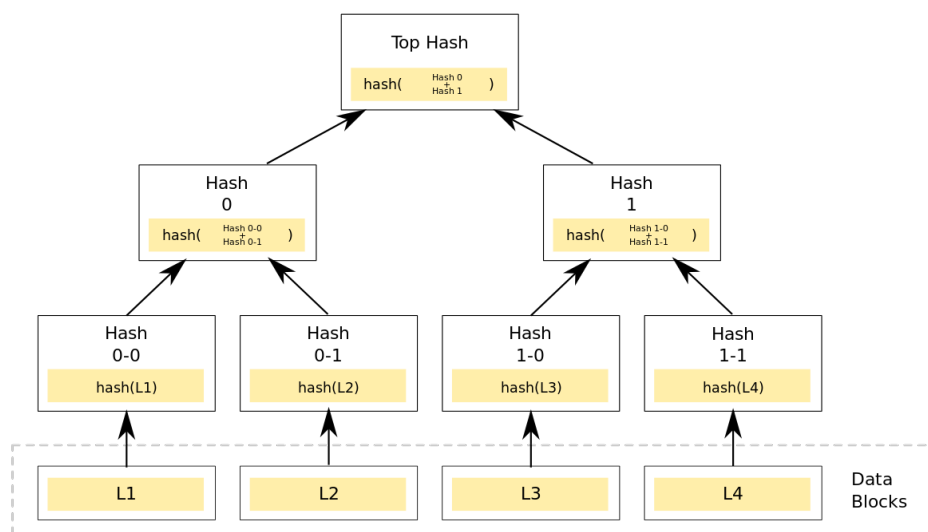 Top Hash
hash( Hash 0 + Hash 1 )
Hash
0
hash( Hash 0-0 + Hash 0-1 )
Hash
1
hash( Hash 1-0 + Hash 1-1 )
Hash
0-0
hash(L1)
Hash
0-1
hash(L2)
Hash
1-0
hash(L3)
Hash
1-1
hash(L4)
L1
L2
L3
L4
Data
Blocks